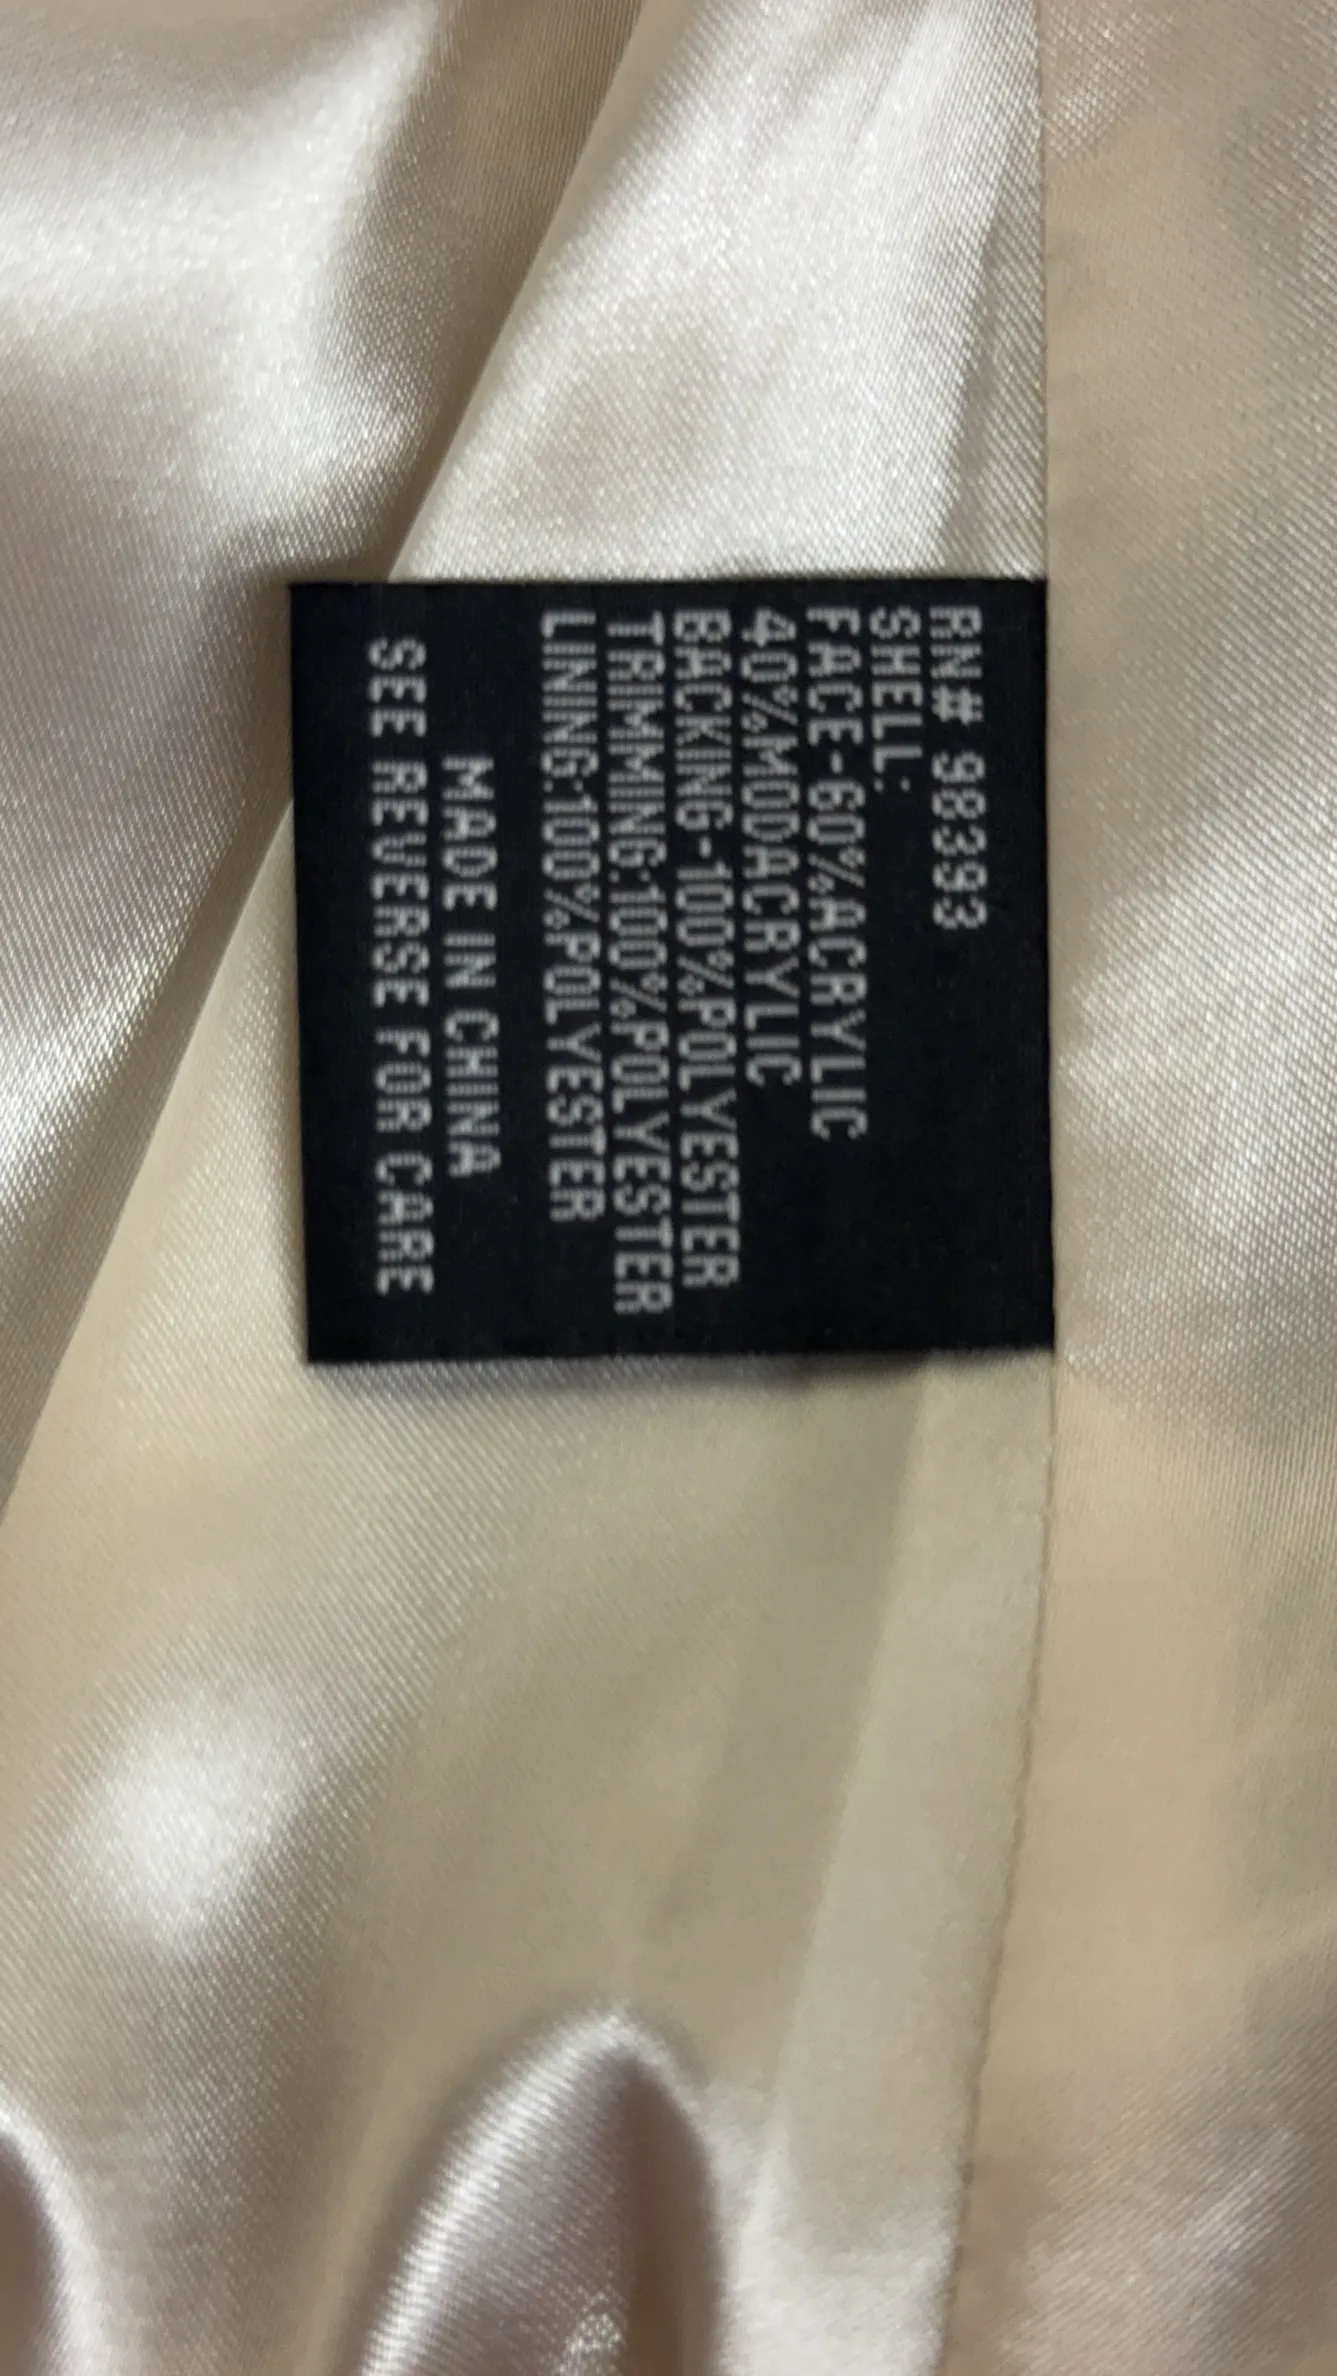 RN# 98393
SHELL:
FACE-60%ACRYLIC
40%MODACRYLIC
BACKING-100%POLYESTER
TRIMMING:100%POLYESTER
LINING:100%POLYESTER
MADE IN CHINA
SEE REVERSE FOR CARE